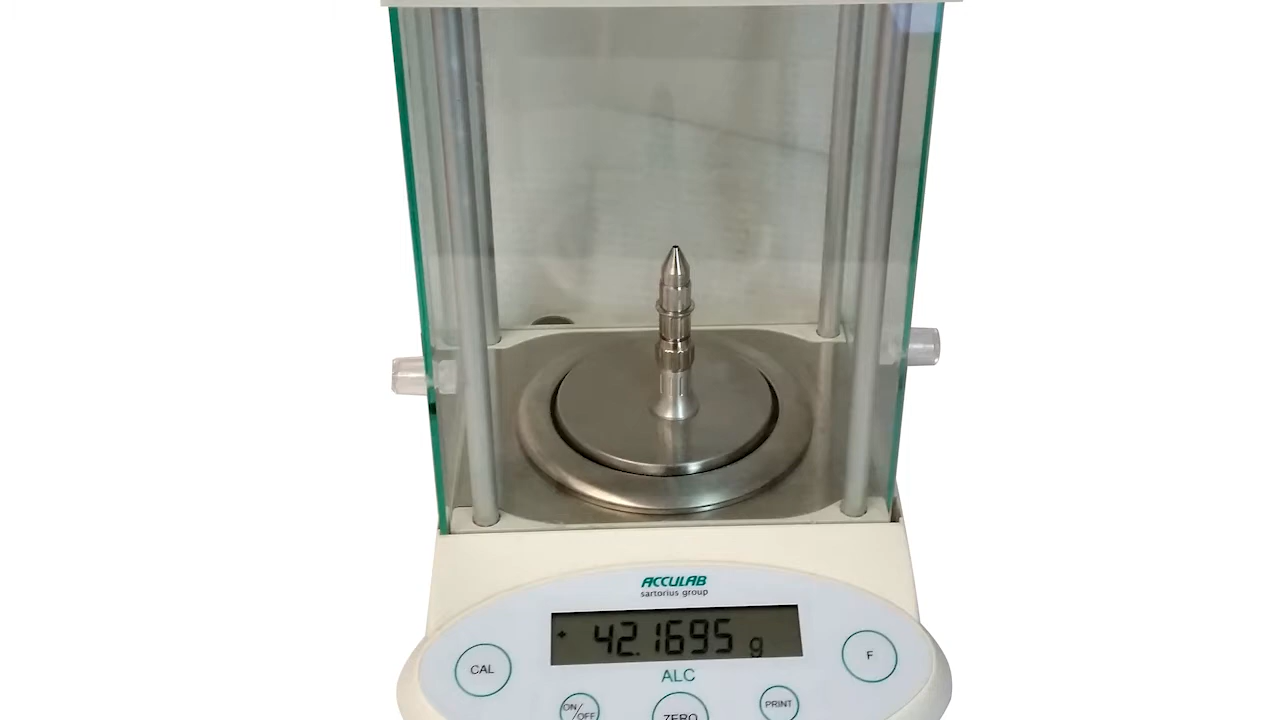 ACCULAB
sartorius group
+ 42.1695 g
CAL
F
ALC
ON/OFF
ZERO
PRINT